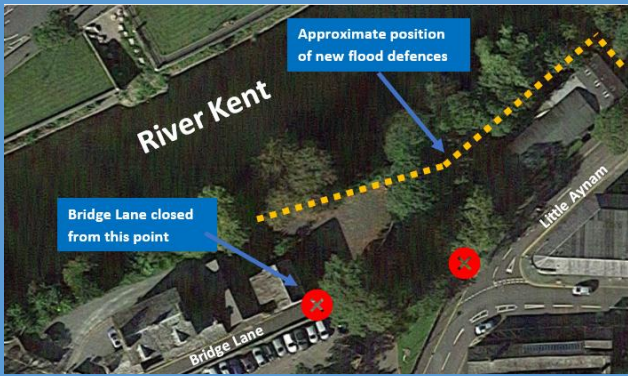 Approximate position
of new flood defences
River Kent
Bridge Lane closed
from this point
Little Aynam
Bridge Lane